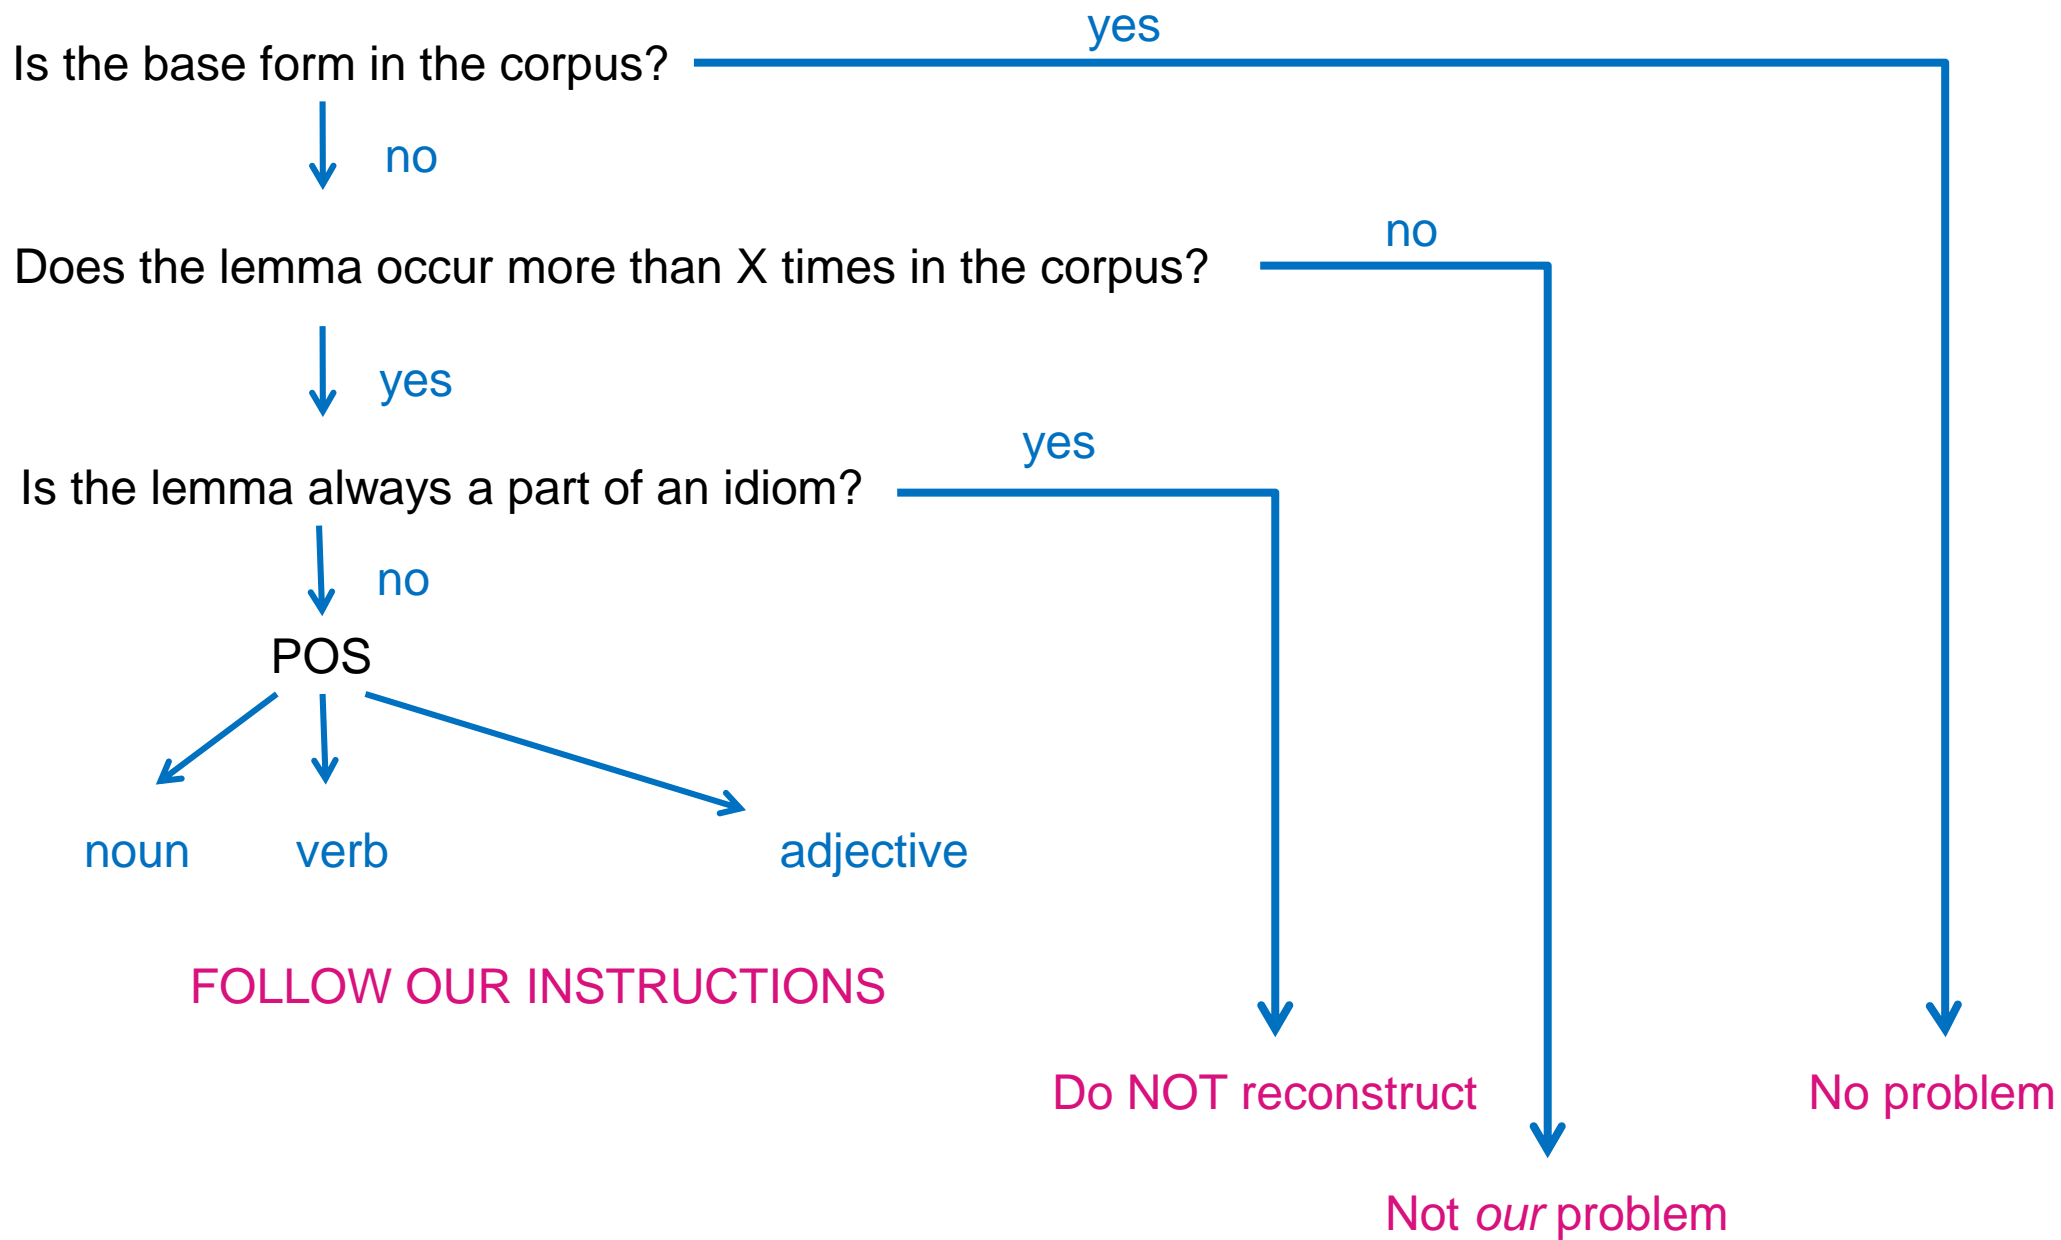 yes
Is the base form in the corpus?
no
no
Does the lemma occur more than X times in the corpus?
yes
yes
Is the lemma always a part of an idiom?
no
POS
noun verb adjective
FOLLOW OUR INSTRUCTIONS
Do NOT reconstruct No problem
Not our problem